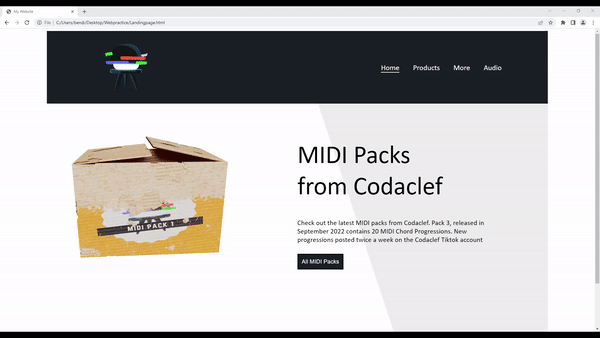 My Website
File
C:/Users/bendi/Desktop/Webpractice/Landingpage.html
Home
Products
More
Audio
MIDI Packs
from Codaclef
MIDI PACK 1
Check out the latest MIDI packs from Codaclef. Pack 3, released in
September 2022 contains 20 MIDI Chord Progressions. New
progressions posted twice a week on the Codaclef Tiktok account
All MIDI Packs